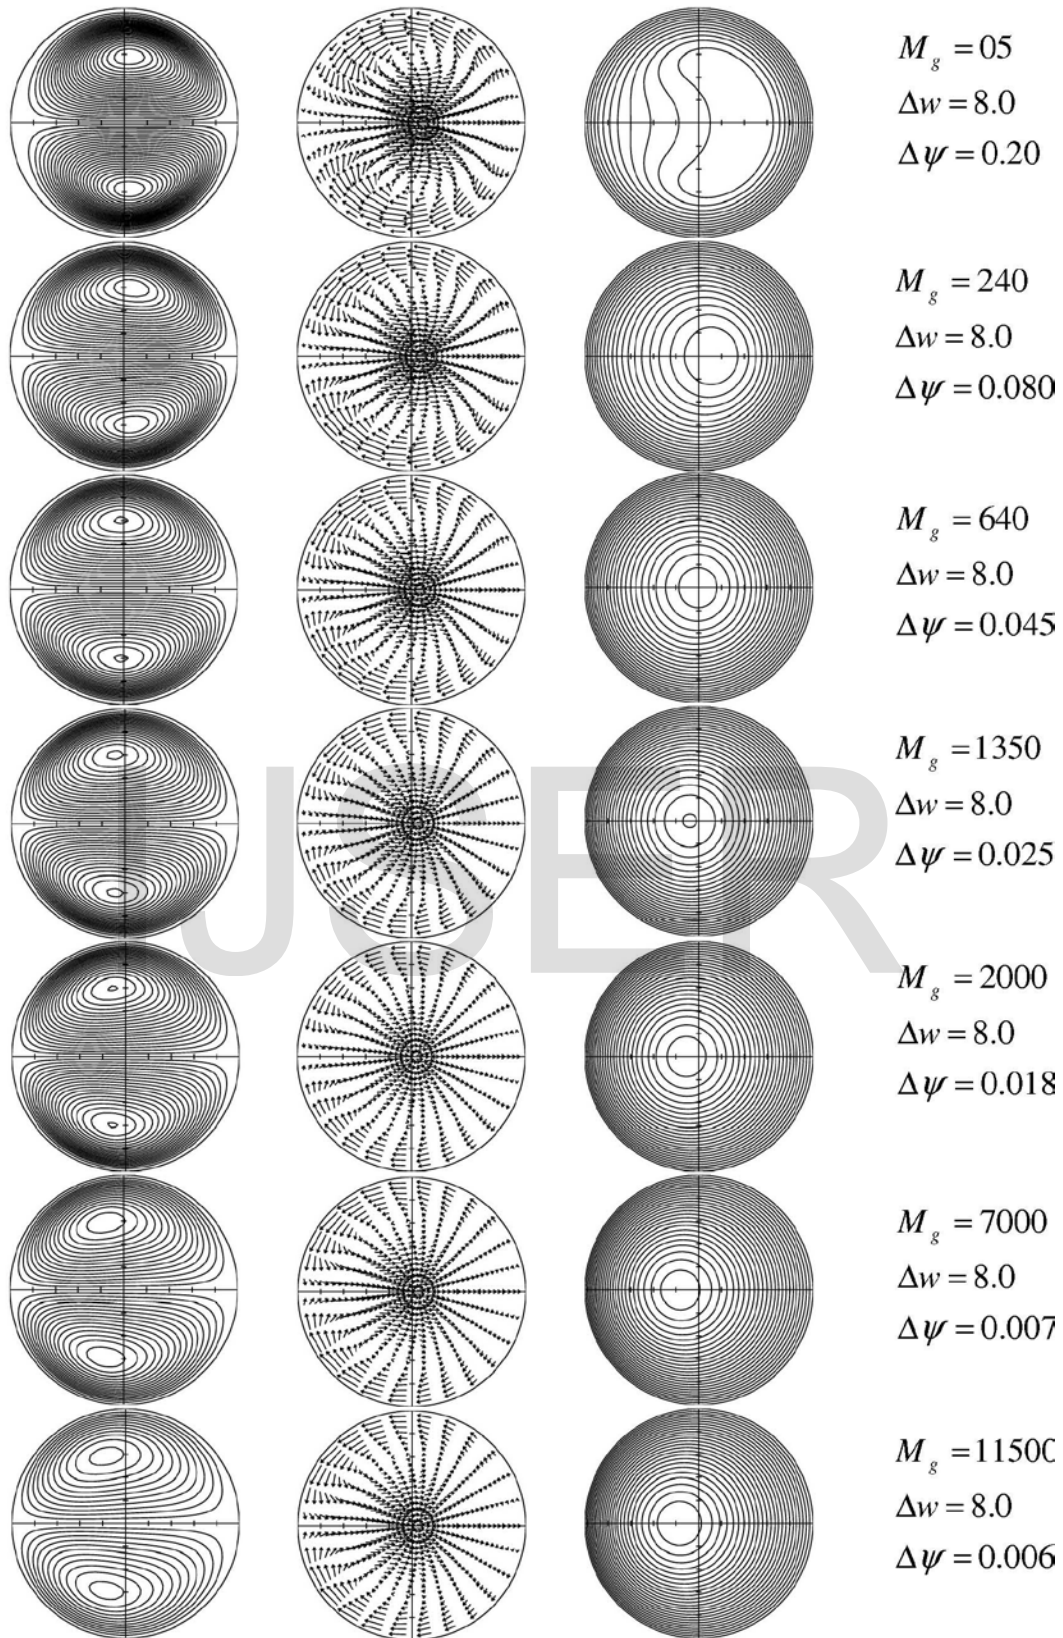 M_g = 05
Δw = 8.0
Δψ = 0.20
M_g = 240
Δw = 8.0
Δψ = 0.080
M_g = 640
Δw = 8.0
Δψ = 0.045
M_g = 1350
Δw = 8.0
Δψ = 0.025
IJSER
M_g = 2000
Δw = 8.0
Δψ = 0.018
M_g = 7000
Δw = 8.0
Δψ = 0.007
M_g = 11500
Δw = 8.0
Δψ = 0.006